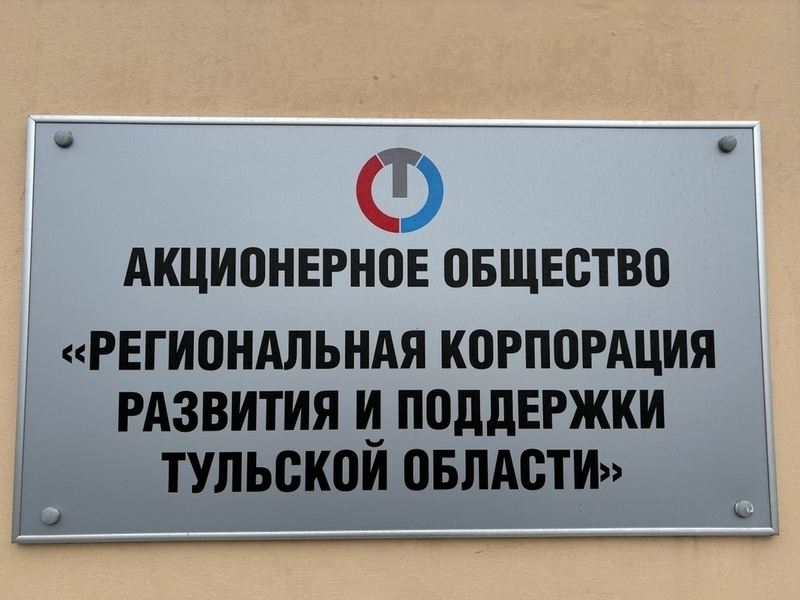 Т
АКЦИОНЕРНОЕ ОБЩЕСТВО
«РЕГИОНАЛЬНАЯ КОРПОРАЦИЯ
РАЗВИТИЯ И ПОДДЕРЖКИ
ТУЛЬСКОЙ ОБЛАСТИ»